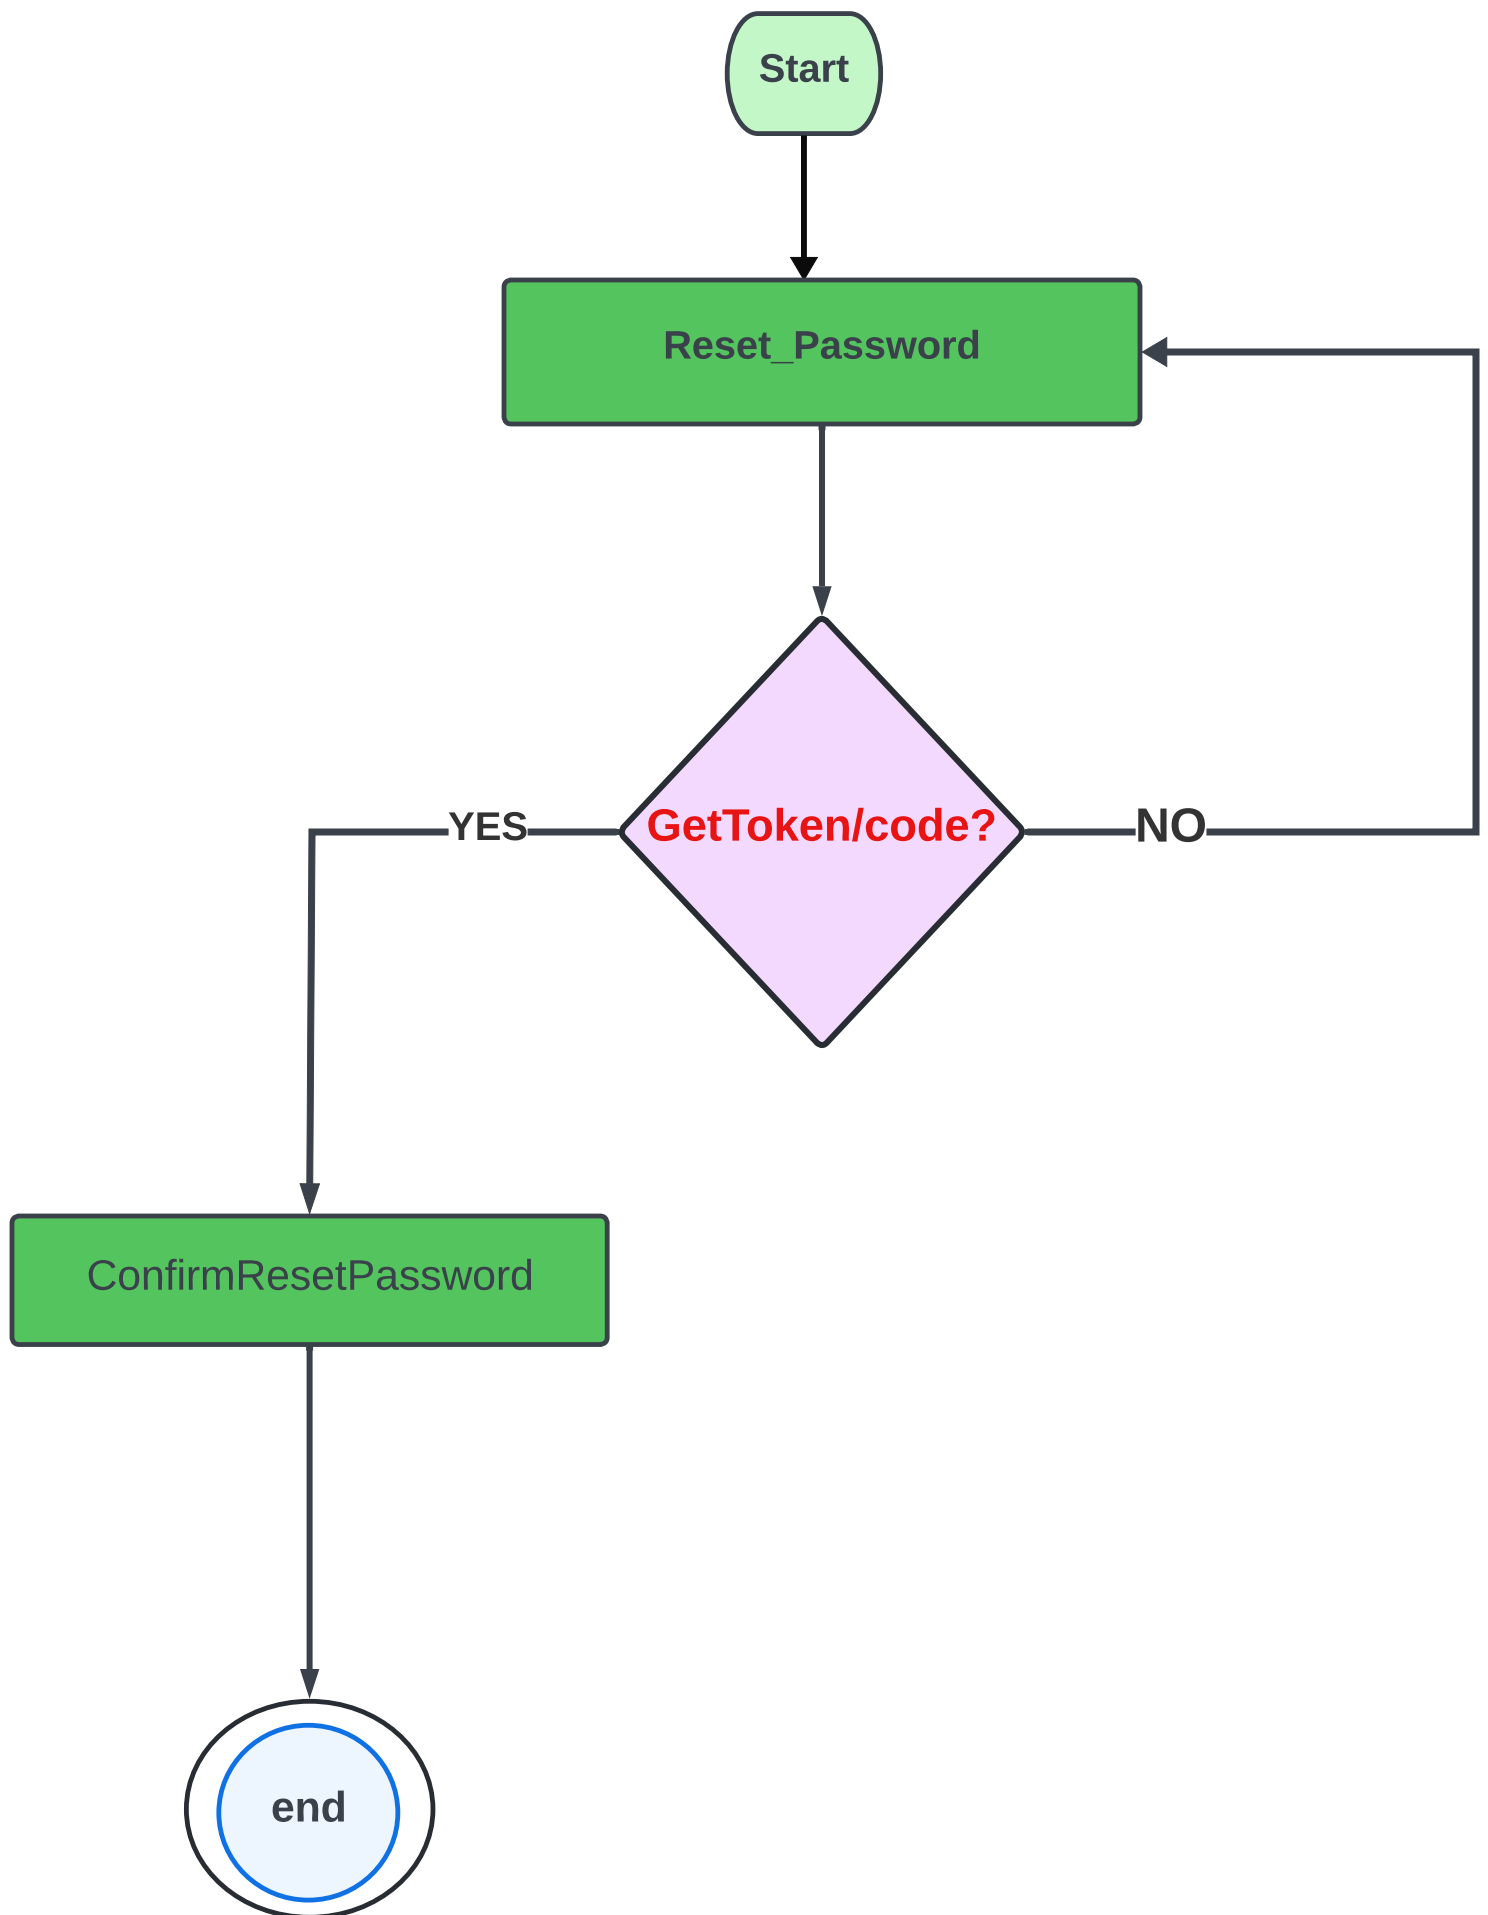 Start
Reset_Password
GetToken/code?
YES
NO
ConfirmResetPassword
end